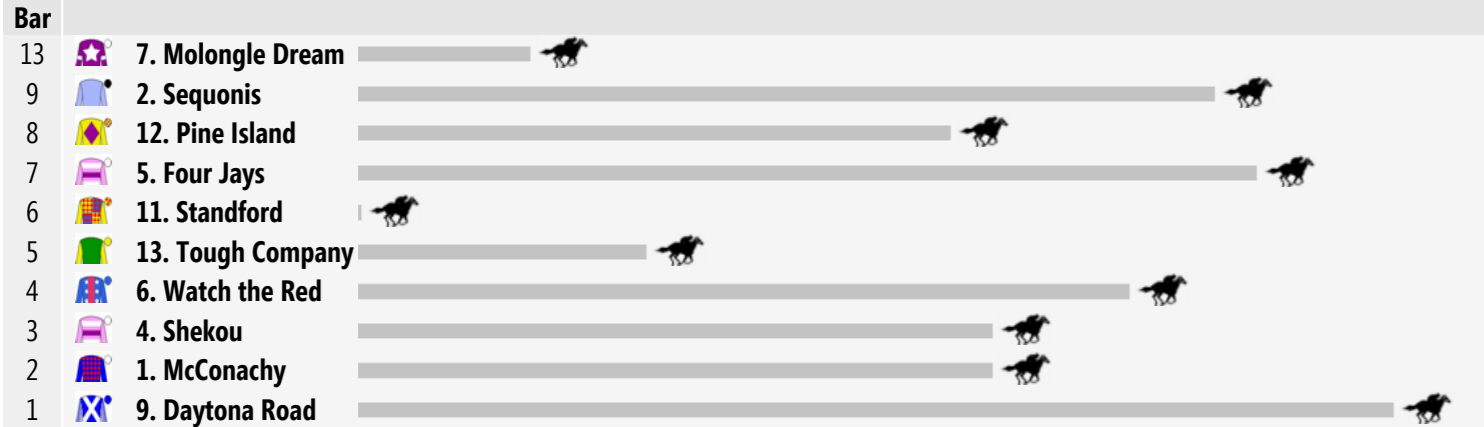 Bar
13 7. Molongle Dream
9 2. Sequonis
8 12. Pine Island
7 5. Four Jays
6 11. Standford
5 13. Tough Company
4 6. Watch the Red
3 4. Shekou
2 1. McConachy
1 9. Daytona Road